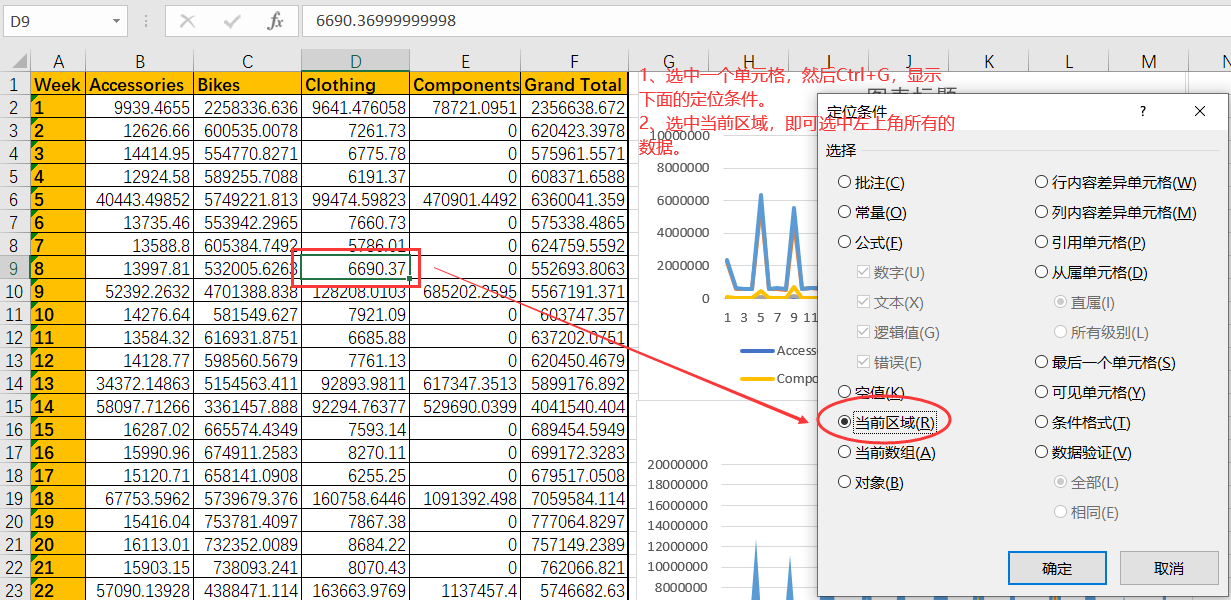 D9
fx
6690.36999999998
A B C D E F G H I J K L M N
1 Week Accessories Bikes Clothing Components Grand Total
2 1 9939.4655 2258336.636 9641.476058 78721.0951 2356638.672
3 2 12626.66 600535.0078 7261.73 0 620423.3978
4 3 14414.95 554770.8271 6775.78 0 575961.5571
5 4 12924.58 589255.7088 6191.37 0 608371.6588
6 5 40443.49852 5749221.813 99474.59823 470901.4492 6360041.359
7 6 13735.46 553942.2965 7660.73 0 575338.4865
8 7 13588.8 605384.7492 5786.01 0 624759.5592
9 8 13997.81 532005.6263 6690.37 0 552693.8063
10 9 52392.2632 4701388.838 128208.0103 685202.2595 5567191.371
11 10 14276.64 581549.627 7921.09 0 603747.357
12 11 13584.32 616931.8751 6685.88 0 637202.0751
13 12 14128.77 598560.5679 7761.13 0 620450.4679
14 13 34372.14863 5154563.411 92893.9811 617347.3513 5899176.892
15 14 58097.71266 3361457.888 92294.76377 529690.0399 4041540.404
16 15 16287.02 665574.4349 7593.14 0 689454.5949
17 16 15990.96 674911.2583 8270.11 0 699172.3283
18 17 15120.71 658141.0908 6255.25 0 679517.0508
19 18 67753.5962 5739679.376 160758.6446 1091392.498 7059584.114
20 19 15416.04 753781.4097 7867.38 0 777064.8297
21 20 16113.01 732352.0089 8684.22 0 757149.2389
22 21 15903.15 738093.241 8070.43 0 762066.821
23 22 57090.13928 4388471.114 163663.9769 1137457.4 5746682.63
1、选中一个单元格，然后Ctrl+G，显示
下面的定位条件。
2、选中当前区域，即可选中左上角所有的
数据。
图表标题
10000000
8000000
6000000
4000000
2000000
0
1 3 5 7 9 11
Access
Compo
20000000
18000000
16000000
14000000
12000000
10000000
8000000
定位条件
?
选择
批注(C)
常量(O)
公式(F)
数字(U)
文本(X)
逻辑值(G)
错误(E)
空值(K)
当前区域(R)
当前数组(A)
对象(B)
行内容差异单元格(W)
列内容差异单元格(M)
引用单元格(P)
从属单元格(D)
直属(I)
所有级别(L)
最后一个单元格(S)
可见单元格(Y)
条件格式(T)
数据验证(V)
全部(L)
相同(E)
确定
取消